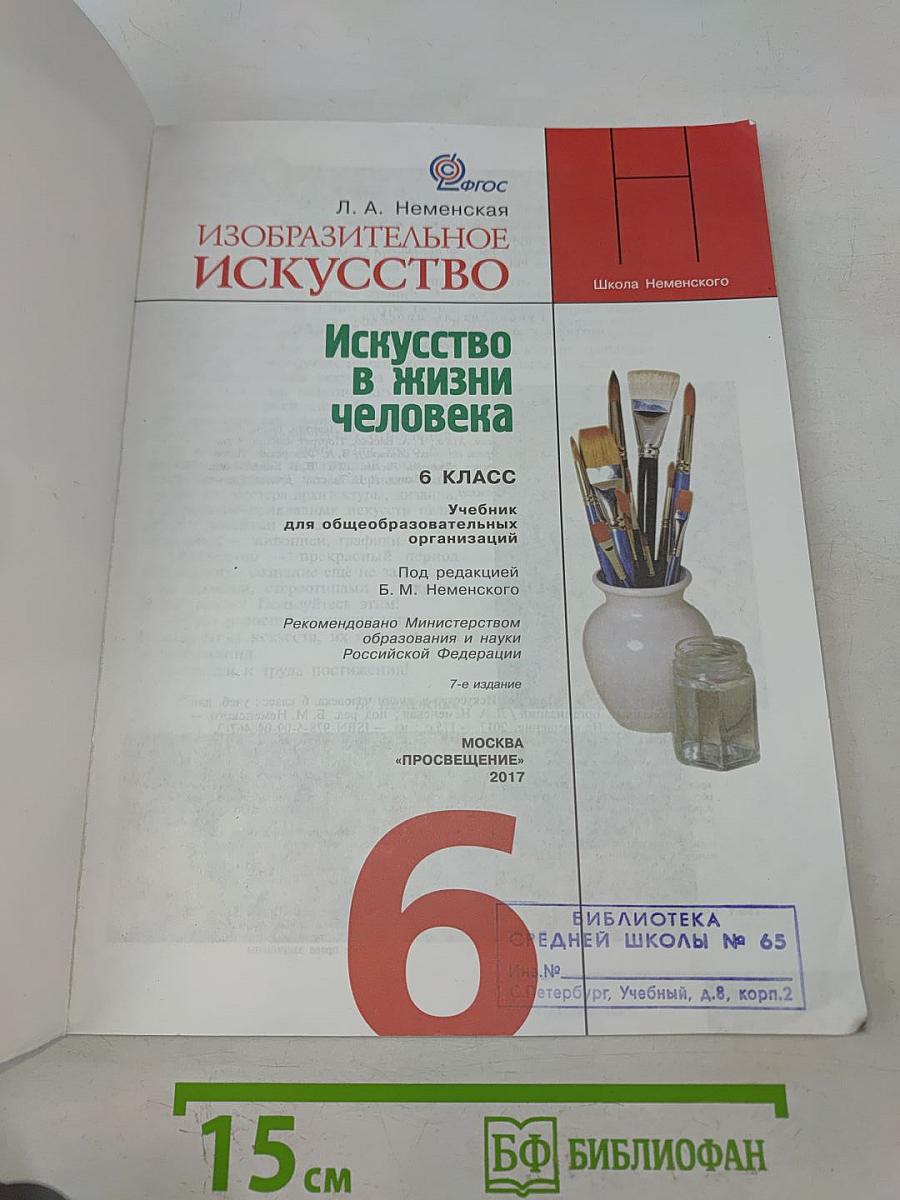 ФГОС
Л. А. Неменская
ИЗОБРАЗИТЕЛЬНОЕ
ИСКУССТВО
Школа Неменского
Искусство
в жизни
человека
6 КЛАСС
Учебник
для общеобразовательных
организаций
Под редакцией
Б. М. Неменского
Рекомендовано Министерством
образования и науки
Российской Федерации
7-е издание
МОСКВА
«ПРОСВЕЩЕНИЕ»
2017
6
БИБЛИОТЕКА
СРЕДНЕЙ ШКОЛЫ № 65
Инв.№
С.Петербург, Учебный, д.8, корп.2
15 см
БФ БИБЛИОФАН